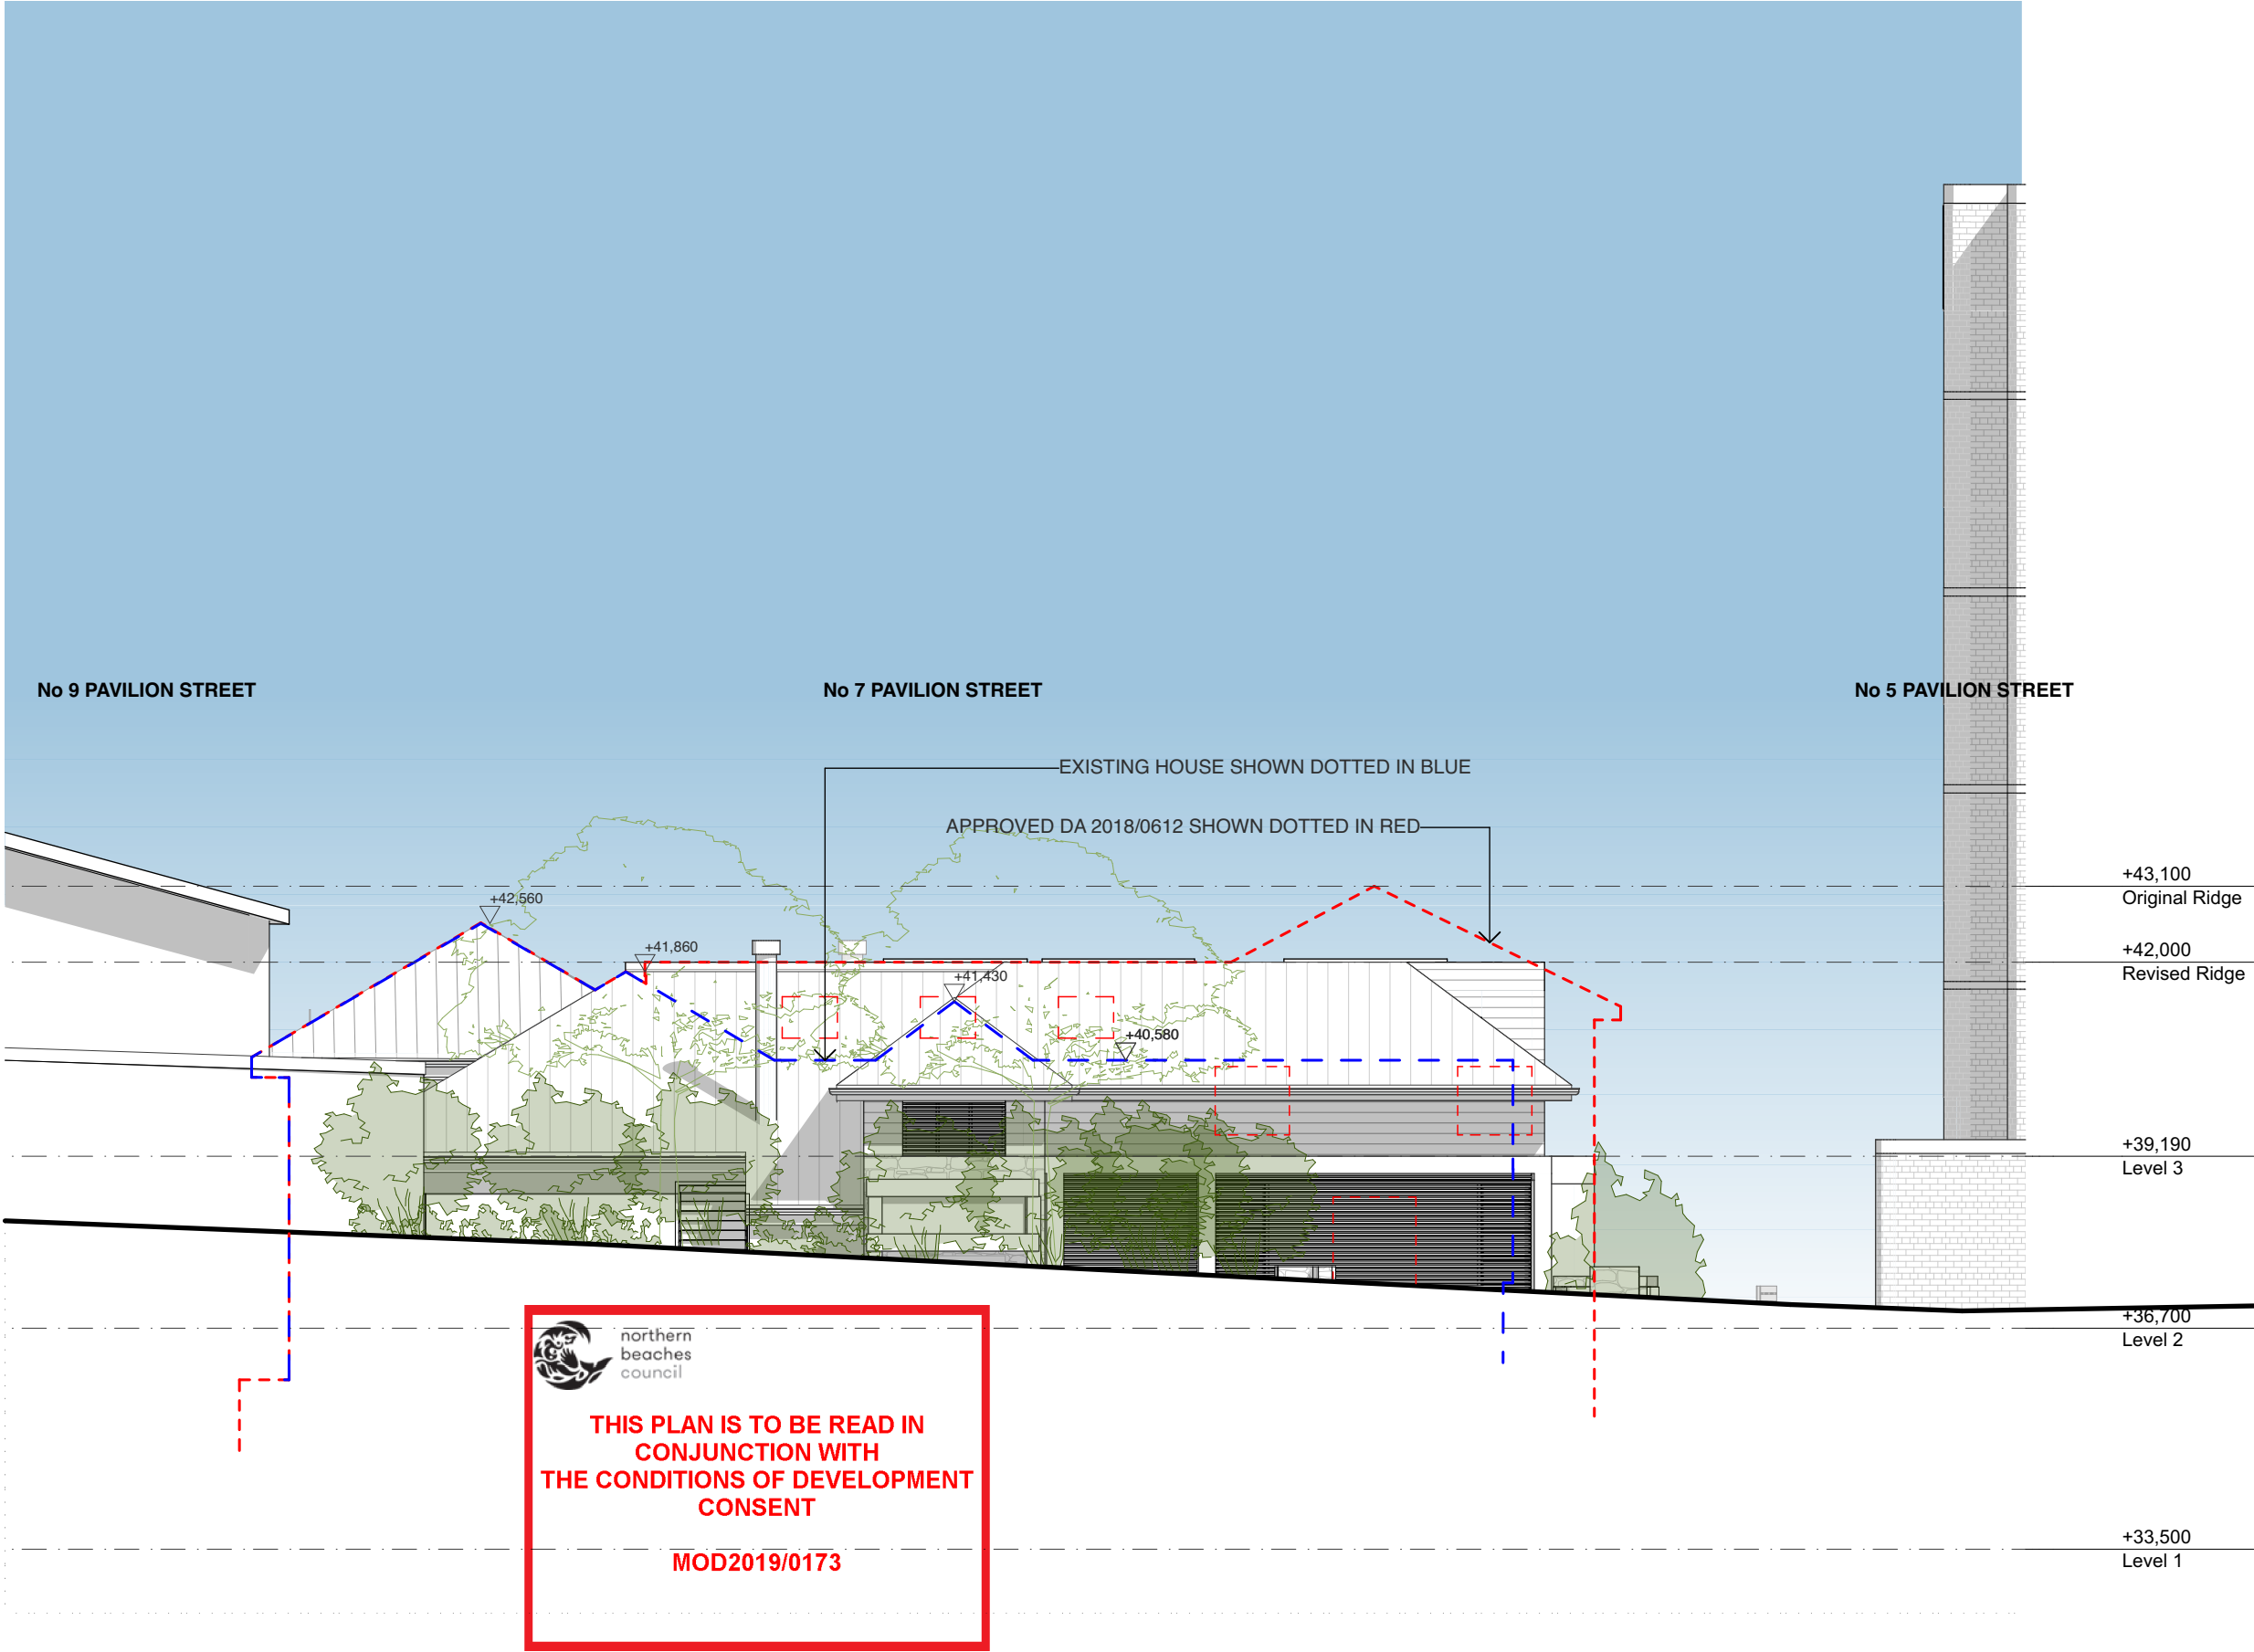 No 9 PAVILION STREET
No 7 PAVILION STREET
No 5 PAVILION STREET
EXISTING HOUSE SHOWN DOTTED IN BLUE
APPROVED DA 2018/0612 SHOWN DOTTED IN RED
+43,100
Original Ridge
+42,560
+41,860
+42,000
Revised Ridge
+41,430
+40,580
+39,190
Level 3
+36,700
Level 2
northern
beaches
council
THIS PLAN IS TO BE READ IN
CONJUNCTION WITH
THE CONDITIONS OF DEVELOPMENT
CONSENT
MOD2019/0173
+33,500
Level 1